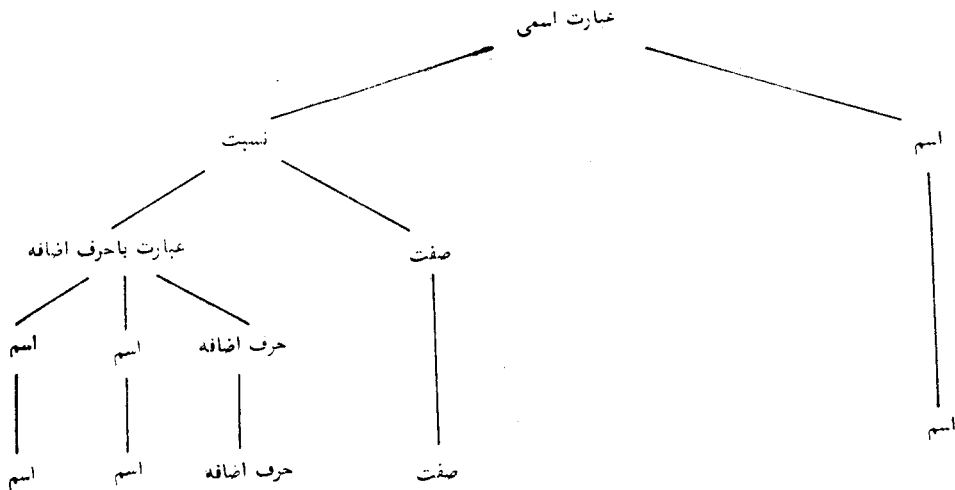 عبارت اسمی
اسم نسبت
صفت عبارت باحرف اضافه
حرف اضافه اسم اسم
اسم
صفت حرف اضافه اسم اسم